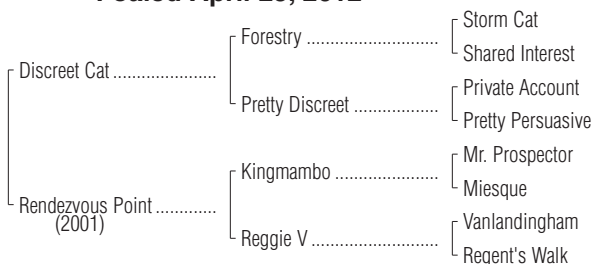 Foaled April 2012
Storm Cat
Forestry
Shared Interest
Discreet Cat
Private Account
Pretty Discreet
Pretty Persuasive
Mr. Prospector
Kingmambo
Miesque
Rendezvous Point
(2001)
Vanlandingham
Reggie V
Regent's Walk